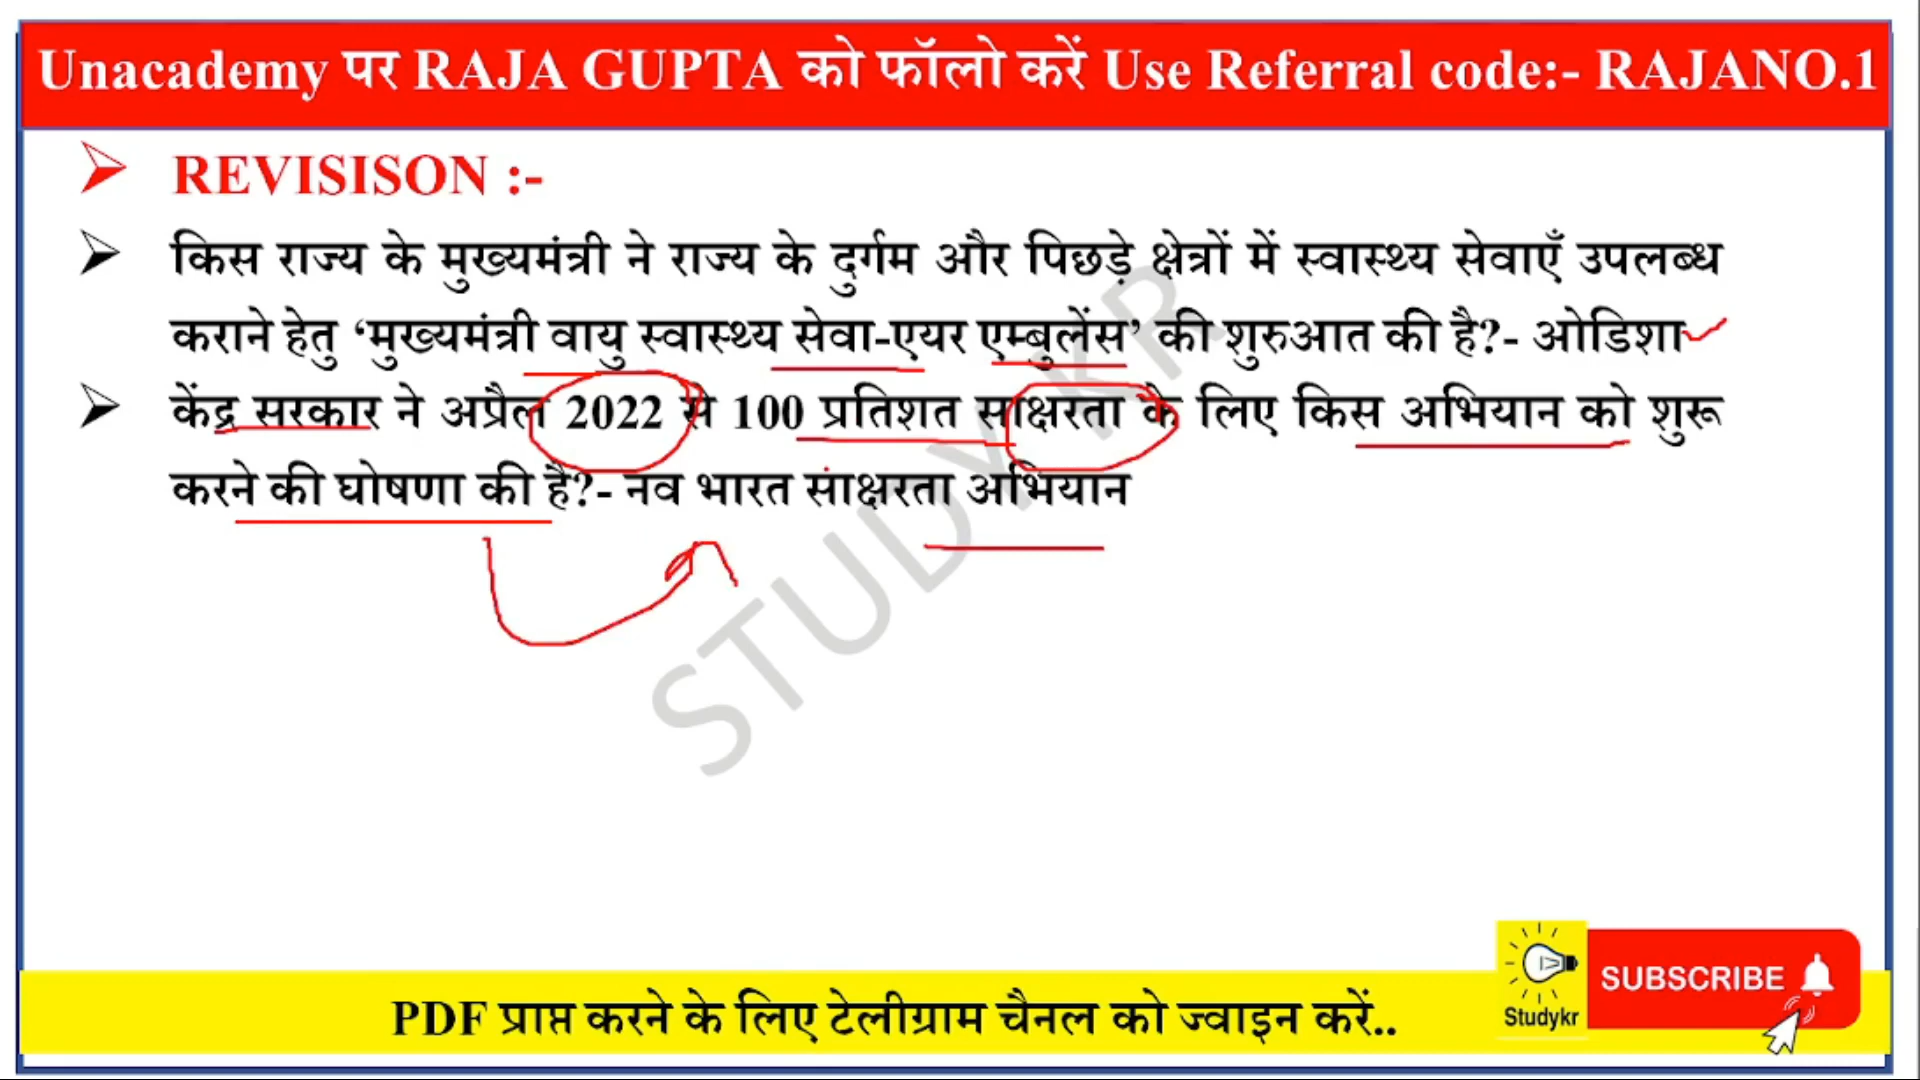 Unacademy पर RAJA GUPTA को फॉलो करें Use Referral code:- RAJANO.1
REVISISON :-
किस राज्य के मुख्यमंत्री ने राज्य के दुर्गम और पिछड़े क्षेत्रों में स्वास्थ्य सेवाएँ उपलब्ध
कराने हेतु ‘मुख्यमंत्री वायु स्वास्थ्य सेवा-एयर एम्बुलेंस’ की शुरुआत की है?- ओडिशा
केंद्र सरकार ने अप्रैल 2022 से 100 प्रतिशत साक्षरता के लिए किस अभियान को शुरू
करने की घोषणा की है?- नव भारत साक्षरता अभियान
STUDY KR
SUBSCRIBE
Studykr
PDF प्राप्त करने के लिए टेलीग्राम चैनल को ज्वाइन करें..